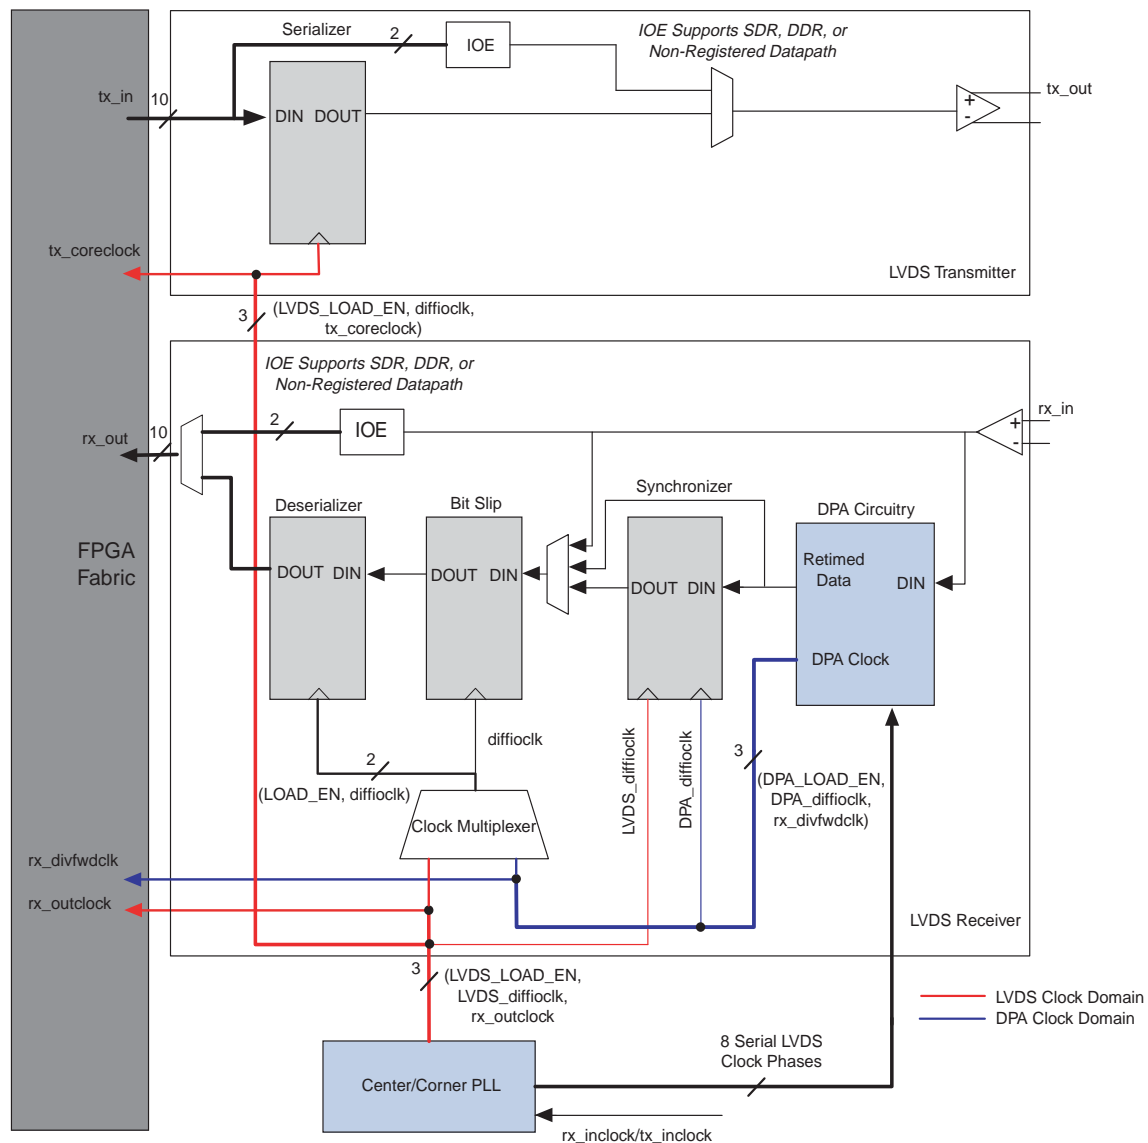 Serializer
2
IOE
IOE Supports SDR, DDR, or
Non-Registered Datapath
tx_in
10
DIN DOUT
+
-
tx_out
tx_coreclock
LVDS Transmitter
3
(LVDS_LOAD_EN, diffioclk,
tx_coreclock)
IOE Supports SDR, DDR, or
Non-Registered Datapath
rx_out
10
2
IOE
rx_in
+
-
Deserializer
Bit Slip
Synchronizer
DPA Circuitry
FPGA
Fabric
DOUT DIN
DOUT DIN
DOUT DIN
Retimed
Data
DIN
DPA Clock
2
(LOAD_EN, diffioclk)
diffioclk
LVDS_diffioclk
DPA_diffioclk
3
(DPA_LOAD_EN,
DPA_diffioclk,
rx_divfwdclk)
Clock Multiplexer
rx_divfwdclk
rx_outclock
LVDS Receiver
3
(LVDS_LOAD_EN,
LVDS_diffioclk,
rx_outclock
LVDS Clock Domain
DPA Clock Domain
8 Serial LVDS
Clock Phases
Center/Corner PLL
rx_inclock/tx_inclock